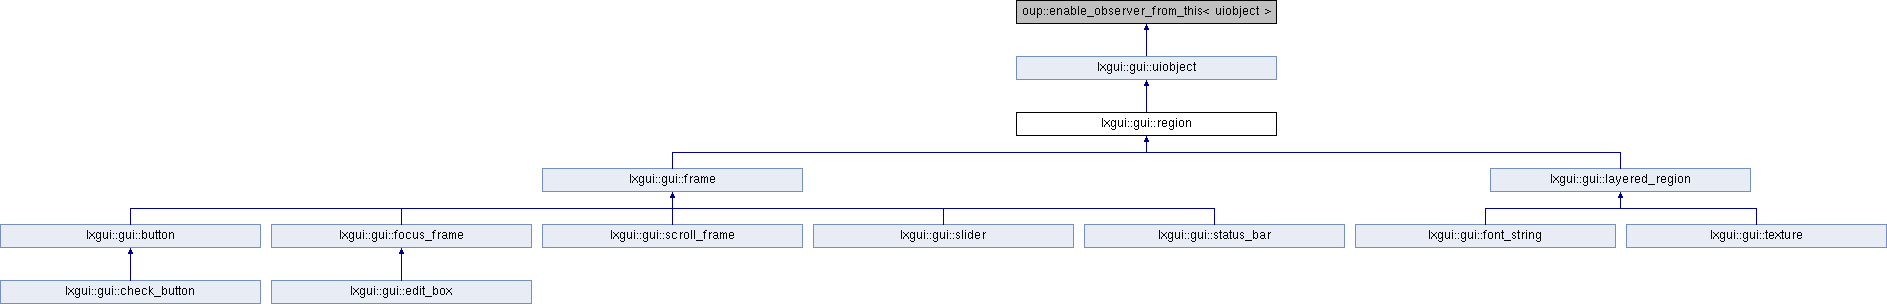 oup::enable_observer_from_this< uiobject >
lxgui::gui::uiobject
lxgui::gui::region
lxgui::gui::frame
lxgui::gui::layered_region
lxgui::gui::button
lxgui::gui::focus_frame
lxgui::gui::scroll_frame
lxgui::gui::slider
lxgui::gui::status_bar
lxgui::gui::font_string
lxgui::gui::texture
lxgui::gui::check_button
lxgui::gui::edit_box